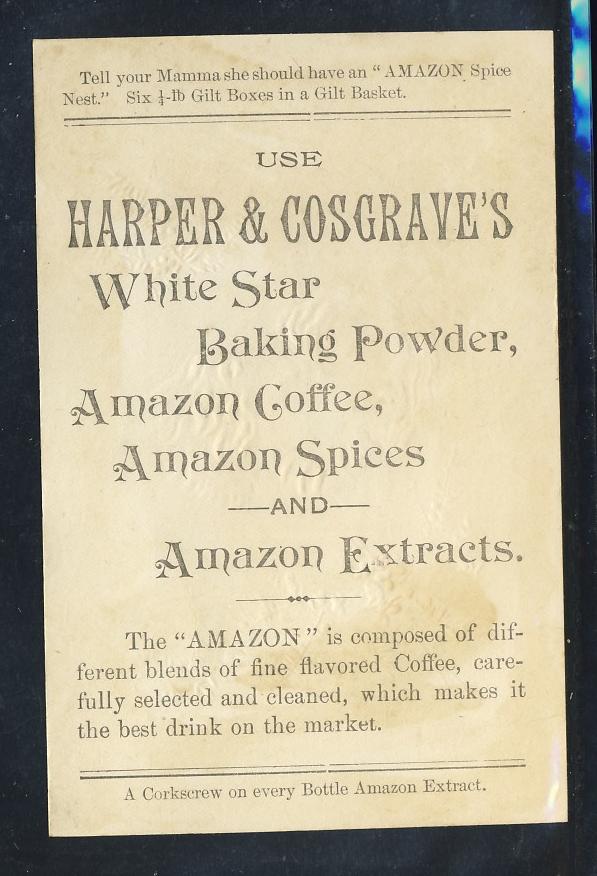 Tell your Mamma she should have an "AMAZON Spice
Nest." Six ¼-lb Gilt Boxes in a Gilt Basket.
USE
HARPER & COSGRAVE'S
White Star
Baking Powder,
Amazon Coffee,
Amazon Spices
—AND—
Amazon Extracts.
The "AMAZON" is composed of dif-
ferent blends of fine flavored Coffee, care-
fully selected and cleaned, which makes it
the best drink on the market.
A Corkscrew on every Bottle Amazon Extract.